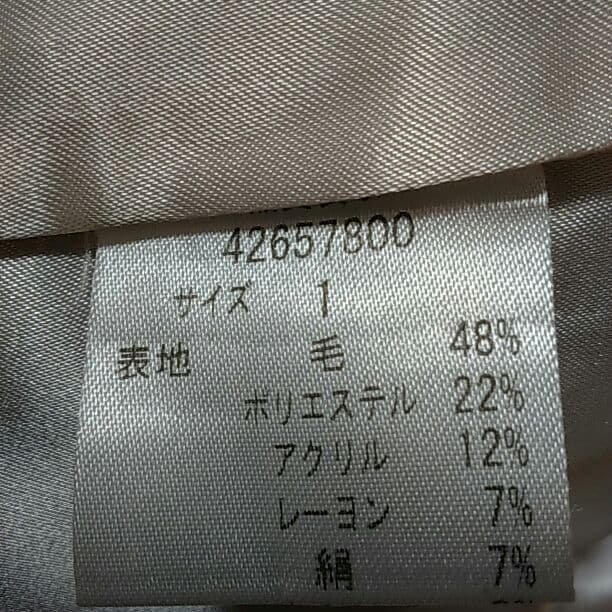 42657800
サイズ 1
表地 毛 48%
ポリエステル 22%
アクリル 12%
レーヨン 7%
絹 7%